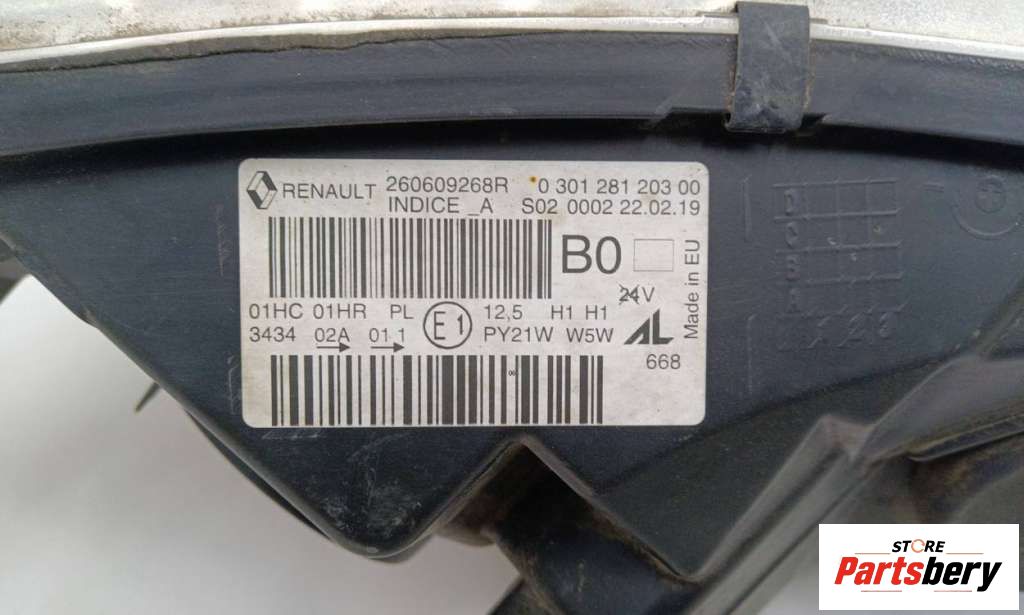 RENAULT 260609268R 0 301 281 203 00
INDICE _A S02 0002 22.02.19
B0
Made in EU
24V
01HC 01HR PL E1 12,5 H1 H1
3434 02A 01 1 PY21W W5W AL
668
D
C
B
A
STORE
Partsbery